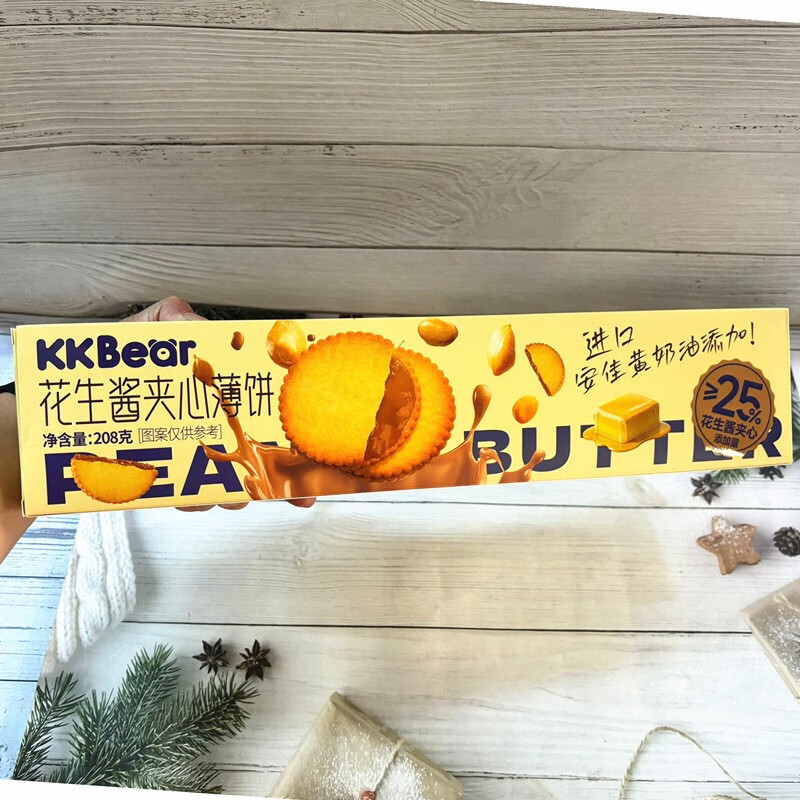 KKBear
花生酱夹心薄饼
净含量:208克 [图案仅供参考]
PEA
BUTTER
进口
安佳黄奶油添加!
≥25%
花生酱夹心
添加量